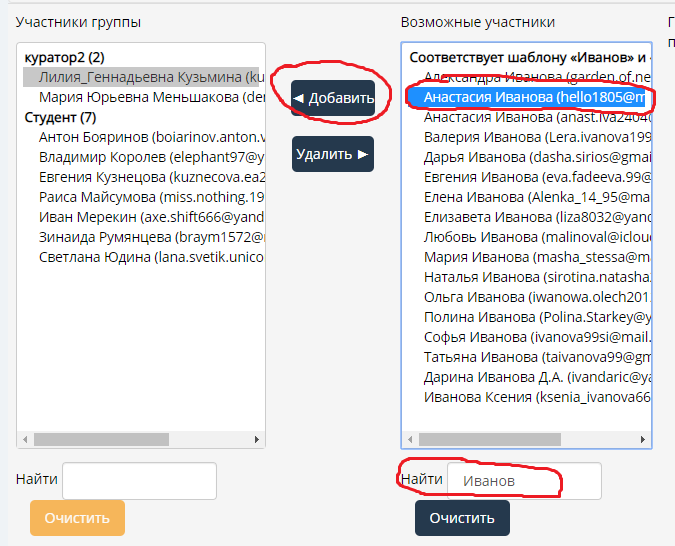 Участники группы
куратор2 (2)
Лилия_Геннадьевна Кузьмина (ku
Мария Юрьевна Меньшакова (de
Студент (7)
Антон Бояринов (boiarinov.anton.v
Владимир Королев (elephant97@y
Евгения Кузнецова (kuznecova.ea2
Раиса Майсумова (miss.nothing.19
Иван Мерекин (axe.shift666@yand
Зинаида Румянцева (braym1572@
Светлана Юдина (lana.svetik.unico
Найти
Очистить
◄ Добавить
Удалить ►
Возможные участники
Соответствует шаблону «Иванов» и
Александра Иванова (garden.of.ne
Анастасия Иванова (hello1805@m
Анастасия Иванова (anast.iva2404
Валерия Иванова (Lera.ivanova199
Дарья Иванова (dasha.sirios@gmai
Евгения Иванова (eva.fadeeva.99@
Елена Иванова (Alenka_14_95@ma
Елизавета Иванова (liza8032@yand
Любовь Иванова (malinoval@iclou
Мария Иванова (masha_stessa@ma
Наталья Иванова (sirotina.natasha
Ольга Иванова (iwanowa.olech201
Полина Иванова (Polina.Starkey@y
Софья Иванова (ivanova99si@mail.
Татьяна Иванова (taivanova99@gm
Дарина Иванова Д.А. (ivandaric@ya
Иванова Ксения (ksenia_ivanova66
Найти Иванов
Очистить